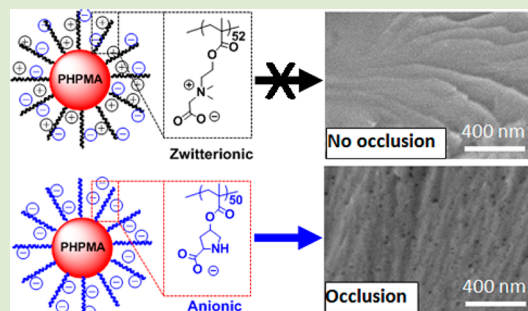 PHPMA
52
O
O
N
⊕
O
O
⊖
Zwitterionic
No occlusion
400 nm
PHPMA
50
O
O
NH
O
O
⊖
Anionic
Occlusion
400 nm